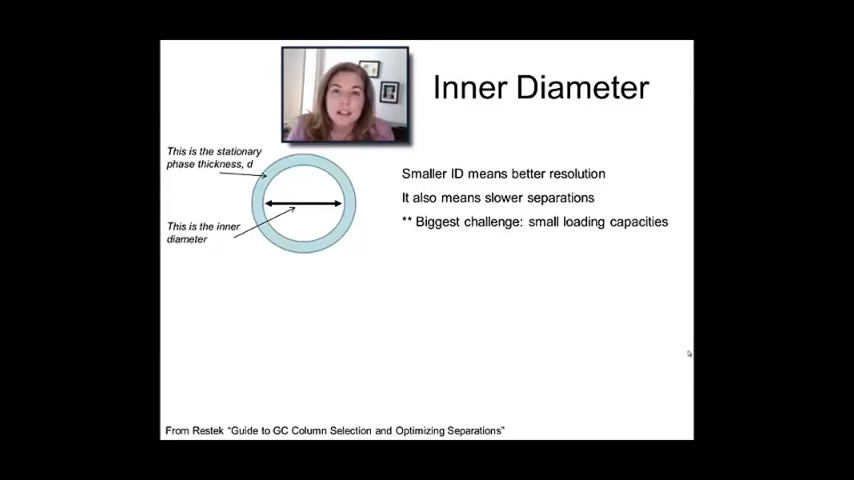 Inner Diameter
This is the stationary
phase thickness, d
This is the inner
diameter
Smaller ID means better resolution
It also means slower separations
** Biggest challenge: small loading capacities
From Restek "Guide to GC Column Selection and Optimizing Separations"